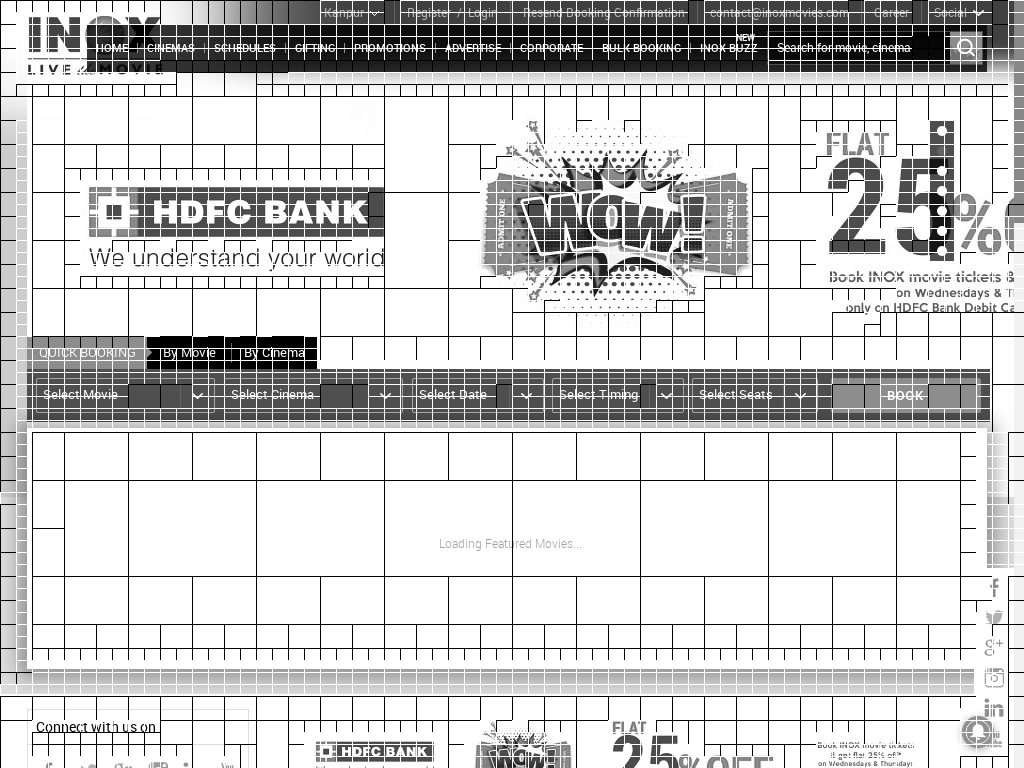 Kanpur Register / Login Resend Booking Confirmation contact@inoxmovies.com Career Social
INOX
LIVE the MOVIE
HOME CINEMAS SCHEDULES GIFTING PROMOTIONS ADVERTISE CORPORATE BULK BOOKING INOX BUZZ NEW
Search for movie, cinema
HDFC BANK
We understand your world
ADMIT ONE
WOW!
ADMIT ONE
FLAT
25%
Book INOX movie tickets &
on Wednesdays &
only on HDFC Bank Debit
QUICK BOOKING By Movie By Cinema
Select Movie Select Cinema Select Date Select Timing Select Seats BOOK
Loading Featured Movies...
Connect with us on
HDFC BANK
FLAT
25% OFF
Book INOX movie tickets
& get flat 25% off*
on Wednesdays & Thursdays